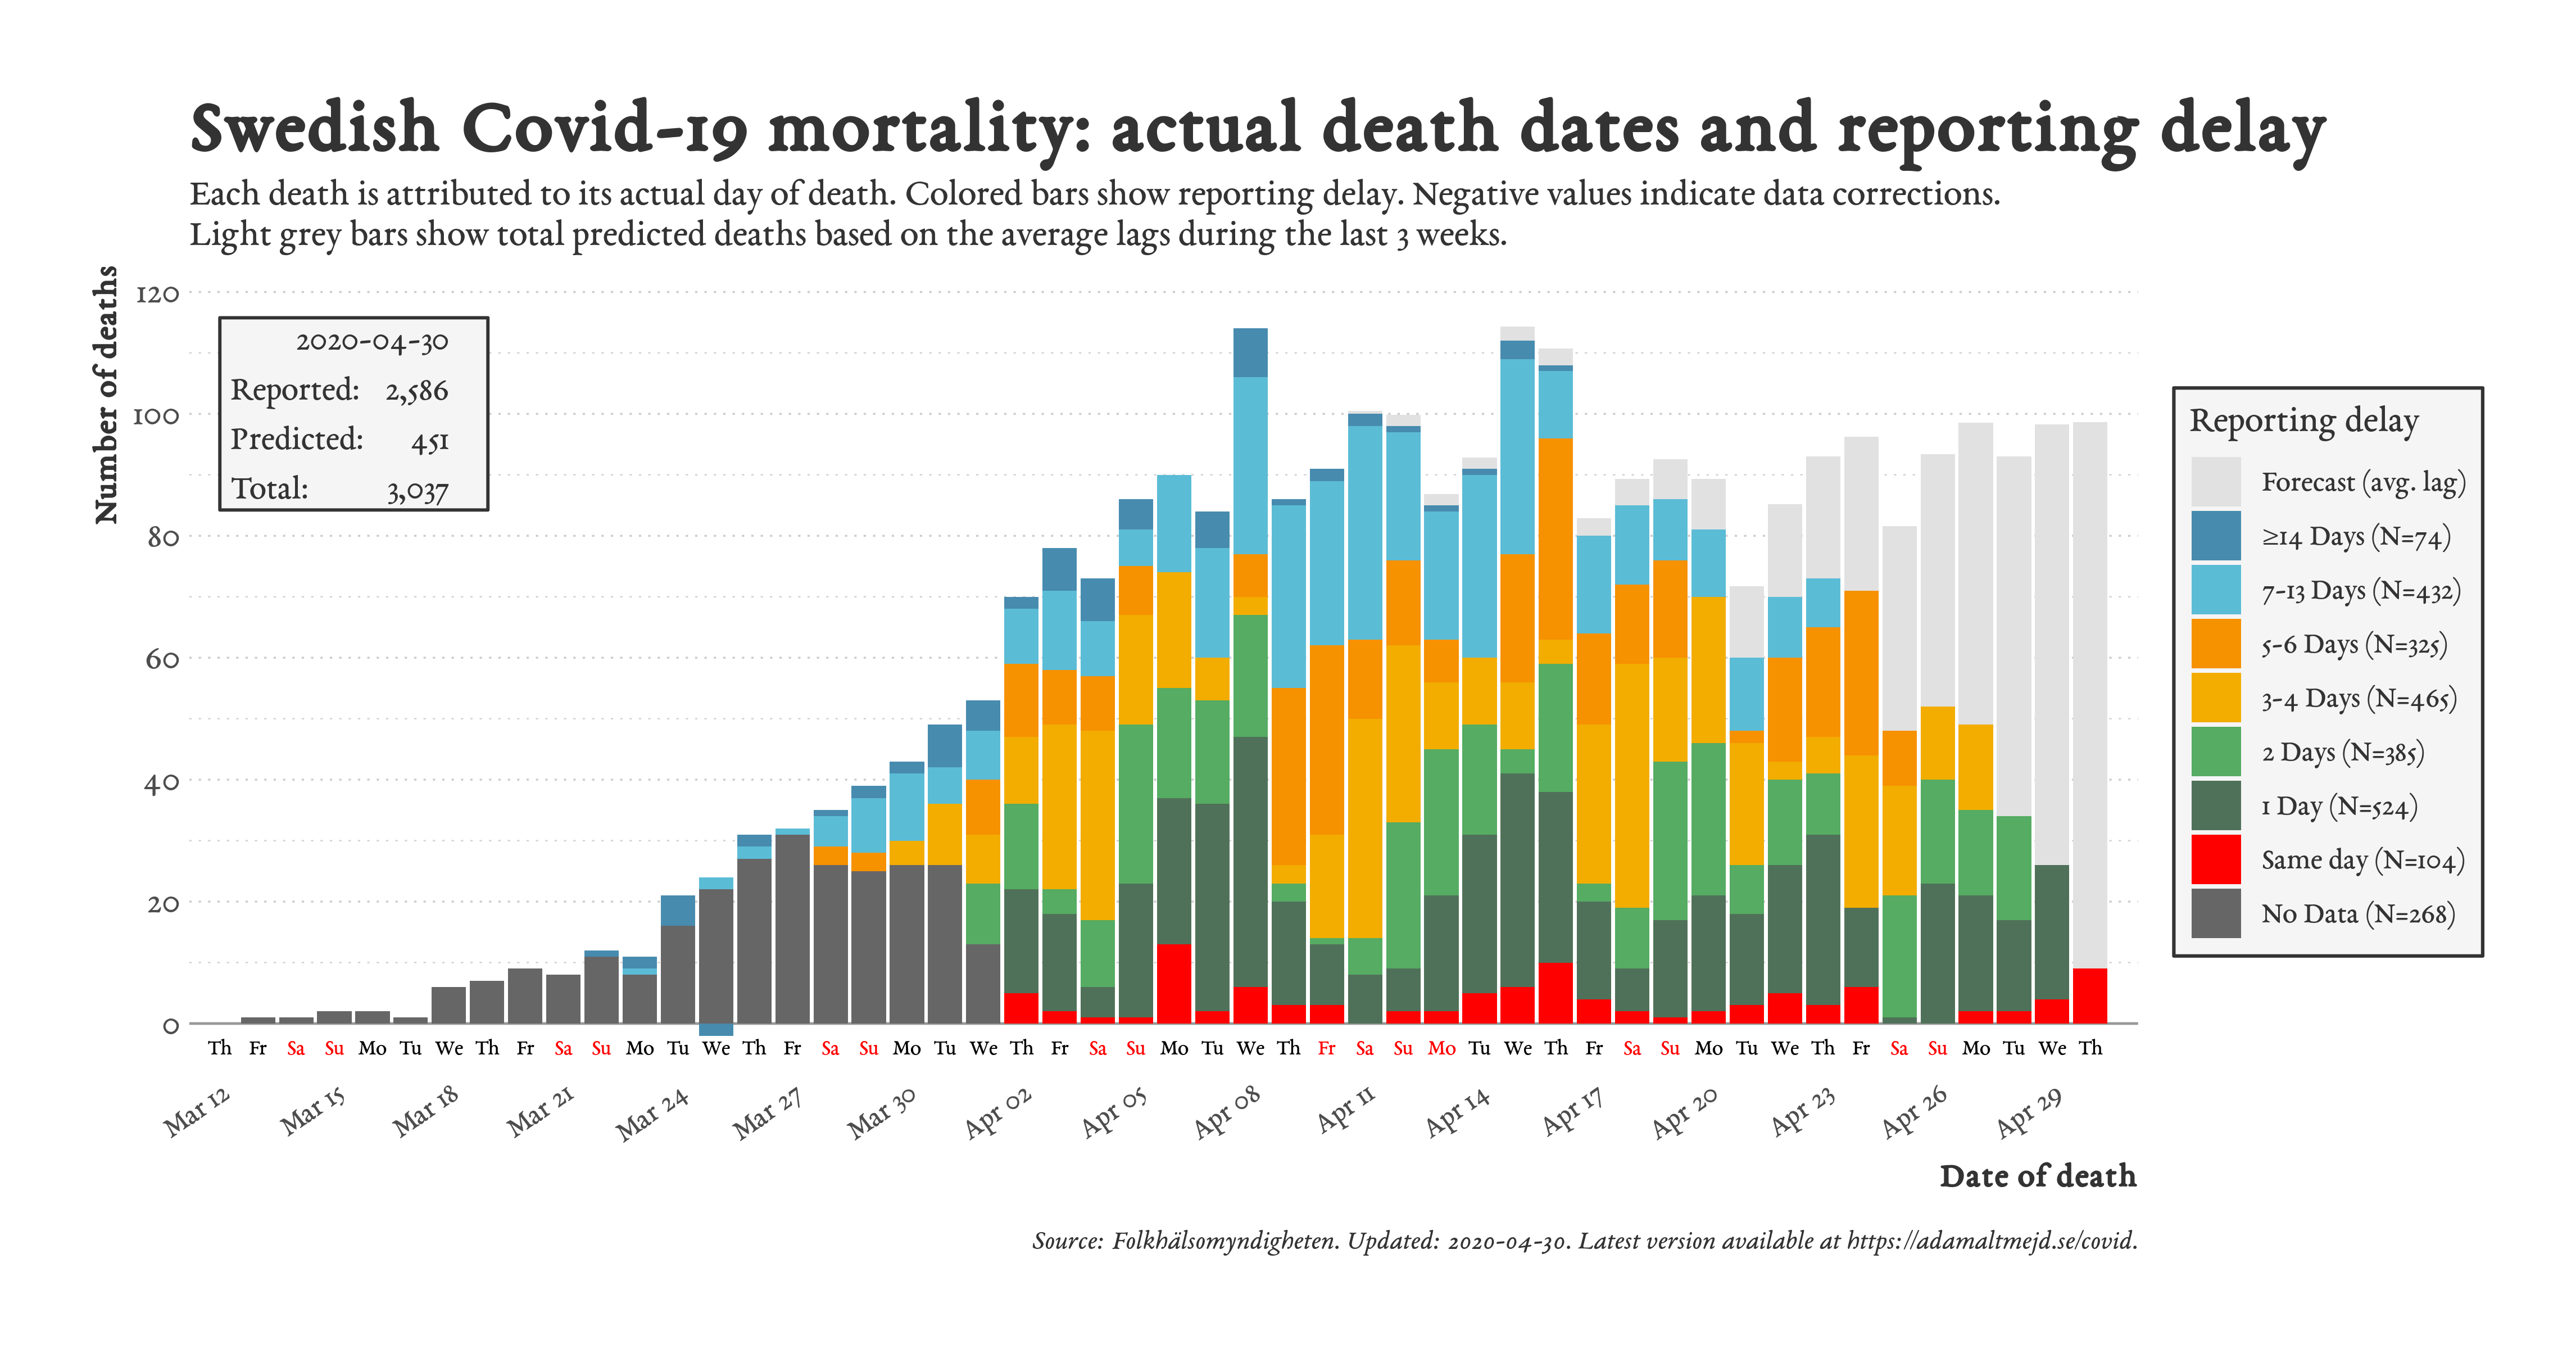 Swedish Covid-19 mortality: actual death dates and reporting delay
Each death is attributed to its actual day of death. Colored bars show reporting delay. Negative values indicate data corrections.
Light grey bars show total predicted deaths based on the average lags during the last 3 weeks.
Number of deaths
120
100
80
60
40
20
0
2020-04-30
Reported: 2,586
Predicted: 451
Total: 3,037
Reporting delay
Forecast (avg. lag)
≥14 Days (N=74)
7-13 Days (N=432)
5-6 Days (N=325)
3-4 Days (N=465)
2 Days (N=385)
1 Day (N=524)
Same day (N=104)
No Data (N=268)
Th Fr Sa Su Mo Tu We Th Fr Sa Su Mo Tu We Th Fr Sa Su Mo Tu We Th Fr Sa Su Mo Tu We Th Fr Sa Su Mo Tu We Th Fr Sa Su Mo Tu We Th Fr Sa Su Mo Tu We Th
Mar 12 Mar 15 Mar 18 Mar 21 Mar 24 Mar 27 Mar 30 Apr 02 Apr 05 Apr 08 Apr 11 Apr 14 Apr 17 Apr 20 Apr 23 Apr 26 Apr 29
Date of death
Source: Folkhälsomyndigheten. Updated: 2020-04-30. Latest version available at https://adamaltmejd.se/covid.